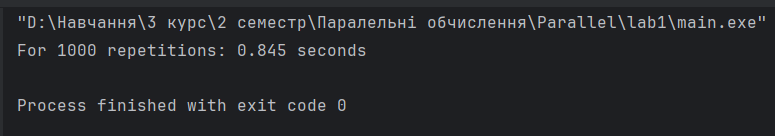 "D:\Навчання\3 курс\2 семестр\Паралельні обчислення\Parallel\lab1\main.exe"
For 1000 repetitions: 0.845 seconds
Process finished with exit code 0